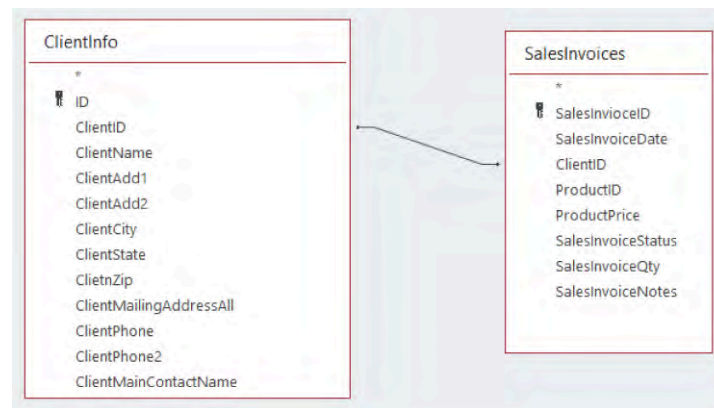 ClientInfo
*
ID
ClientID
ClientName
ClientAdd1
ClientAdd2
ClientCity
ClientState
ClietnZip
ClientMailingAddressAll
ClientPhone
ClientPhone2
ClientMainContactName
SalesInvoices
*
SalesInvioceID
SalesInvoiceDate
ClientID
ProductID
ProductPrice
SalesInvoiceStatus
SalesInvoiceQty
SalesInvoiceNotes